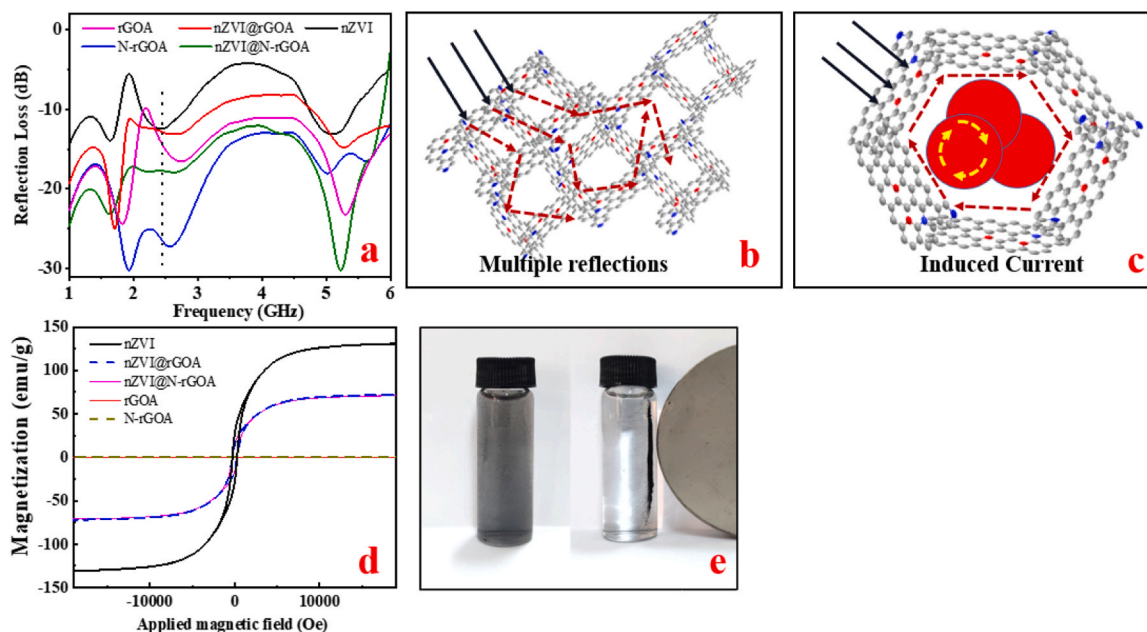 rGOA nZVI@rGOA nZVI
N-rGOA nZVI@N-rGOA
Reflection Loss (dB)
0
-10
-20
-30
1 2 3 4 5 6
Frequency (GHz)
a
Multiple reflections
b
Induced Current
c
nZVI
nZVI@rGOA
nZVI@N-rGOA
rGOA
N-rGOA
Magnetization (emu/g)
150
100
50
0
-50
-100
-150
-10000 0 10000
Applied magnetic field (Oe)
d
e